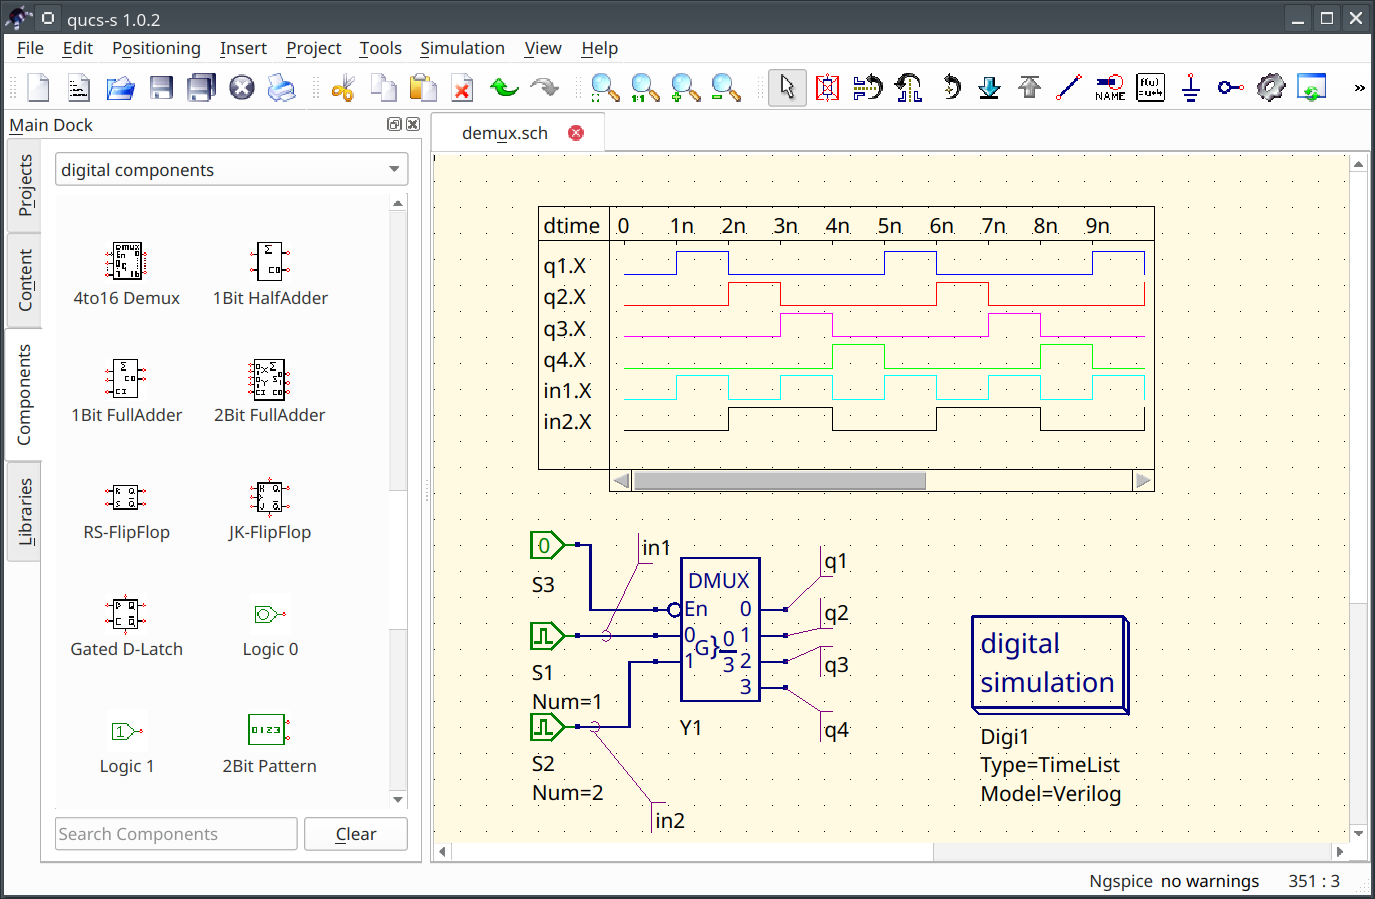 qucs-s 1.0.2
File Edit Positioning Insert Project Tools Simulation View Help
1:1
NAME
Main Dock
demux.sch
Projects
Content
Components
Libraries
digital components
4to16 Demux
1Bit HalfAdder
1Bit FullAdder
2Bit FullAdder
RS-FlipFlop
JK-FlipFlop
Gated D-Latch
Logic 0
Logic 1
2Bit Pattern
Search Components
Clear
dtime 0 1n 2n 3n 4n 5n 6n 7n 8n 9n
q1.X
q2.X
q3.X
q4.X
in1.X
in2.X
0
S3
in1
S1
Num=1
S2
Num=2
in2
DMUX
En 0
0 G} 0 1
1 3 2
3
Y1
q1
q2
q3
q4
digital
simulation
Digi1
Type=TimeList
Model=Verilog
Ngspice no warnings 351 : 3